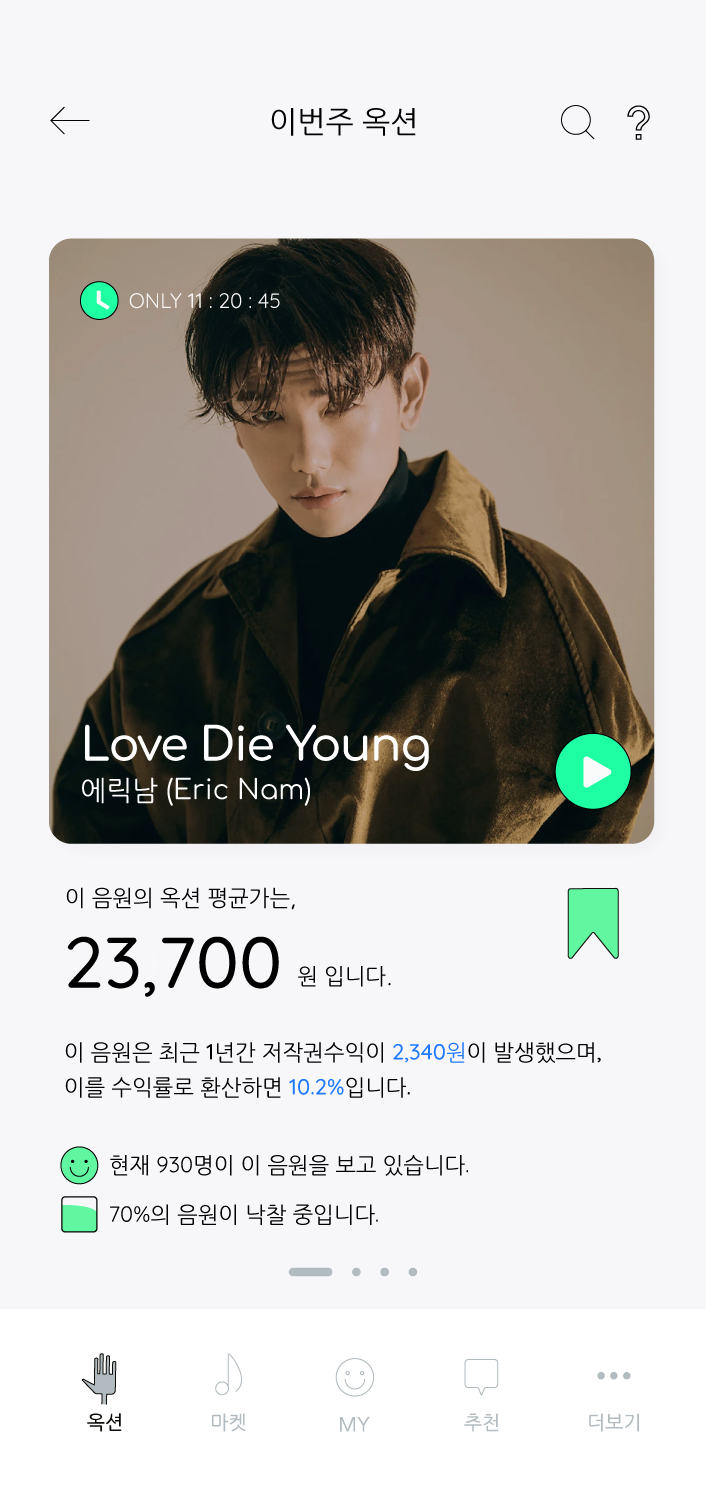 이번주 옥션
ONLY 11 : 20 : 45
Love Die Young
에릭남 (Eric Nam)
이 음원의 옥션 평균가는,
23,700 원 입니다.
이 음원은 최근 1년간 저작권수익이 2,340원이 발생했으며,
이를 수익률로 환산하면 10.2%입니다.
현재 930명이 이 음원을 보고 있습니다.
70%의 음원이 낙찰 중입니다.
옥션 마켓 MY 추천 더보기